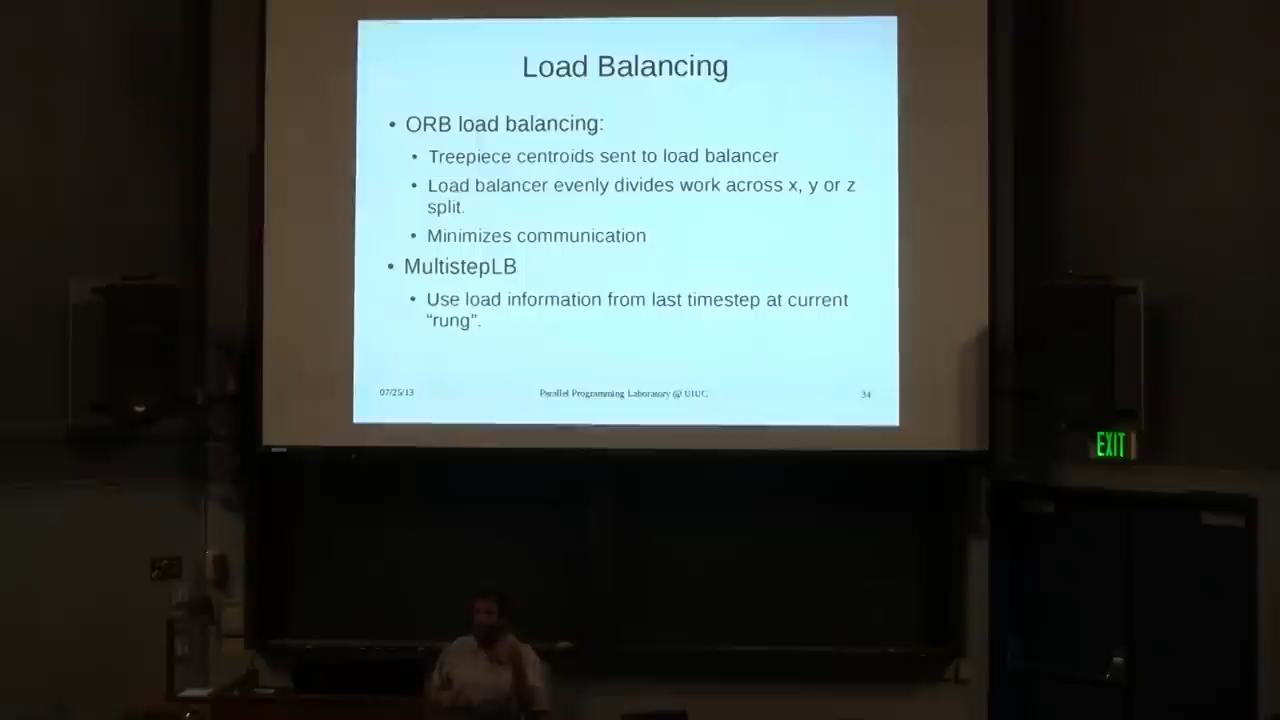 Load Balancing
• ORB load balancing:
• Treepiece centroids sent to load balancer
• Load balancer evenly divides work across x, y or z
split.
• Minimizes communication
• MultistepLB
• Use load information from last timestep at current
“rung”.
07/25/13
Parallel Programming Laboratory @ UIUC
34
EXIT